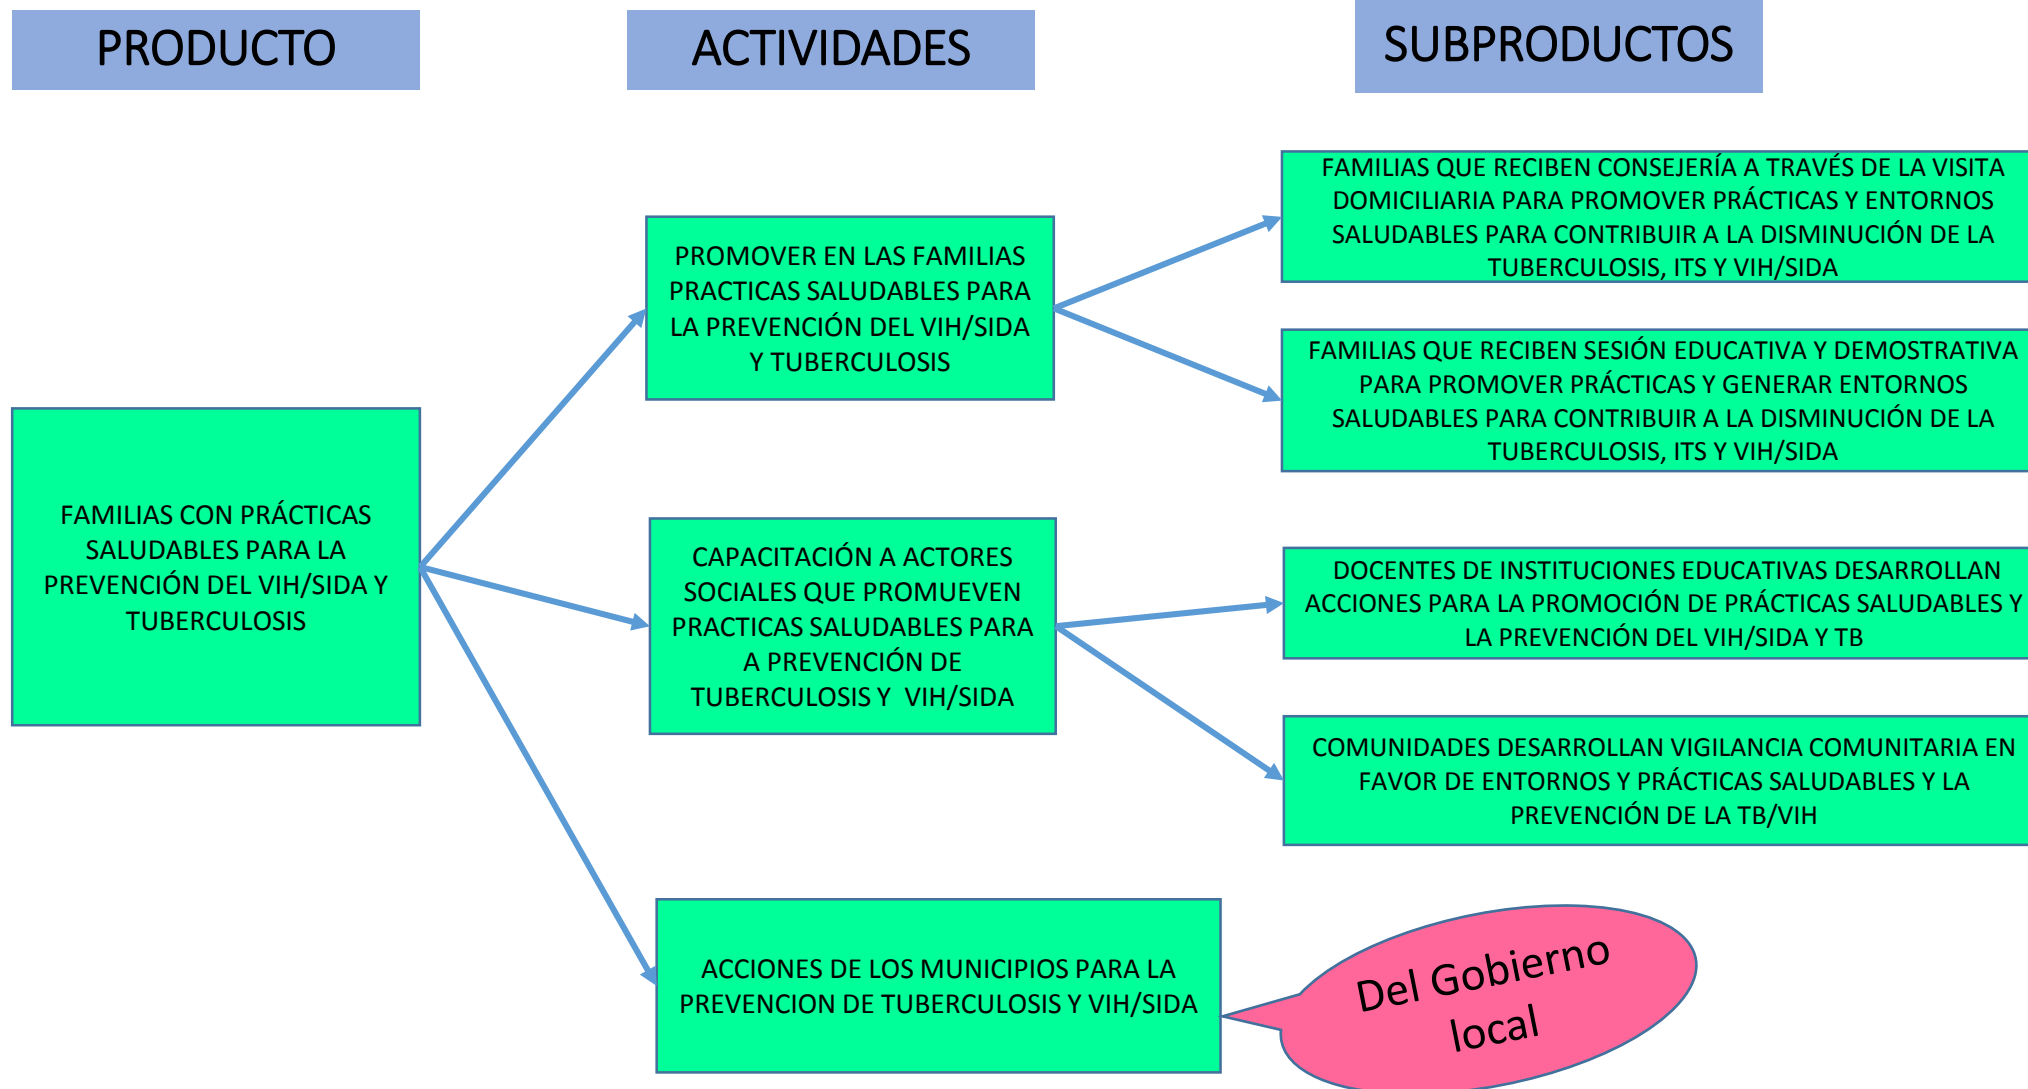 PRODUCTO
ACTIVIDADES
SUBPRODUCTOS
FAMILIAS CON PRÁCTICAS
SALUDABLES PARA LA
PREVENCIÓN DEL VIH/SIDA Y
TUBERCULOSIS
PROMOVER EN LAS FAMILIAS
PRACTICAS SALUDABLES PARA
LA PREVENCIÓN DEL VIH/SIDA
Y TUBERCULOSIS
CAPACITACIÓN A ACTORES
SOCIALES QUE PROMUEVEN
PRACTICAS SALUDABLES PARA
A PREVENCIÓN DE
TUBERCULOSIS Y  VIH/SIDA
ACCIONES DE LOS MUNICIPIOS PARA LA
PREVENCION DE TUBERCULOSIS Y VIH/SIDA
FAMILIAS QUE RECIBEN CONSEJERÍA A TRAVÉS DE LA VISITA
DOMICILIARIA PARA PROMOVER PRÁCTICAS Y ENTORNOS
SALUDABLES PARA CONTRIBUIR A LA DISMINUCIÓN DE LA
TUBERCULOSIS, ITS Y VIH/SIDA
FAMILIAS QUE RECIBEN SESIÓN EDUCATIVA Y DEMOSTRATIVA
PARA PROMOVER PRÁCTICAS Y GENERAR ENTORNOS
SALUDABLES PARA CONTRIBUIR A LA DISMINUCIÓN DE LA
TUBERCULOSIS, ITS Y VIH/SIDA
DOCENTES DE INSTITUCIONES EDUCATIVAS DESARROLLAN
ACCIONES PARA LA PROMOCIÓN DE PRÁCTICAS SALUDABLES Y
LA PREVENCIÓN DEL VIH/SIDA Y TB
COMUNIDADES DESARROLLAN VIGILANCIA COMUNITARIA EN
FAVOR DE ENTORNOS Y PRÁCTICAS SALUDABLES Y LA
PREVENCIÓN DE LA TB/VIH
Del Gobierno
local